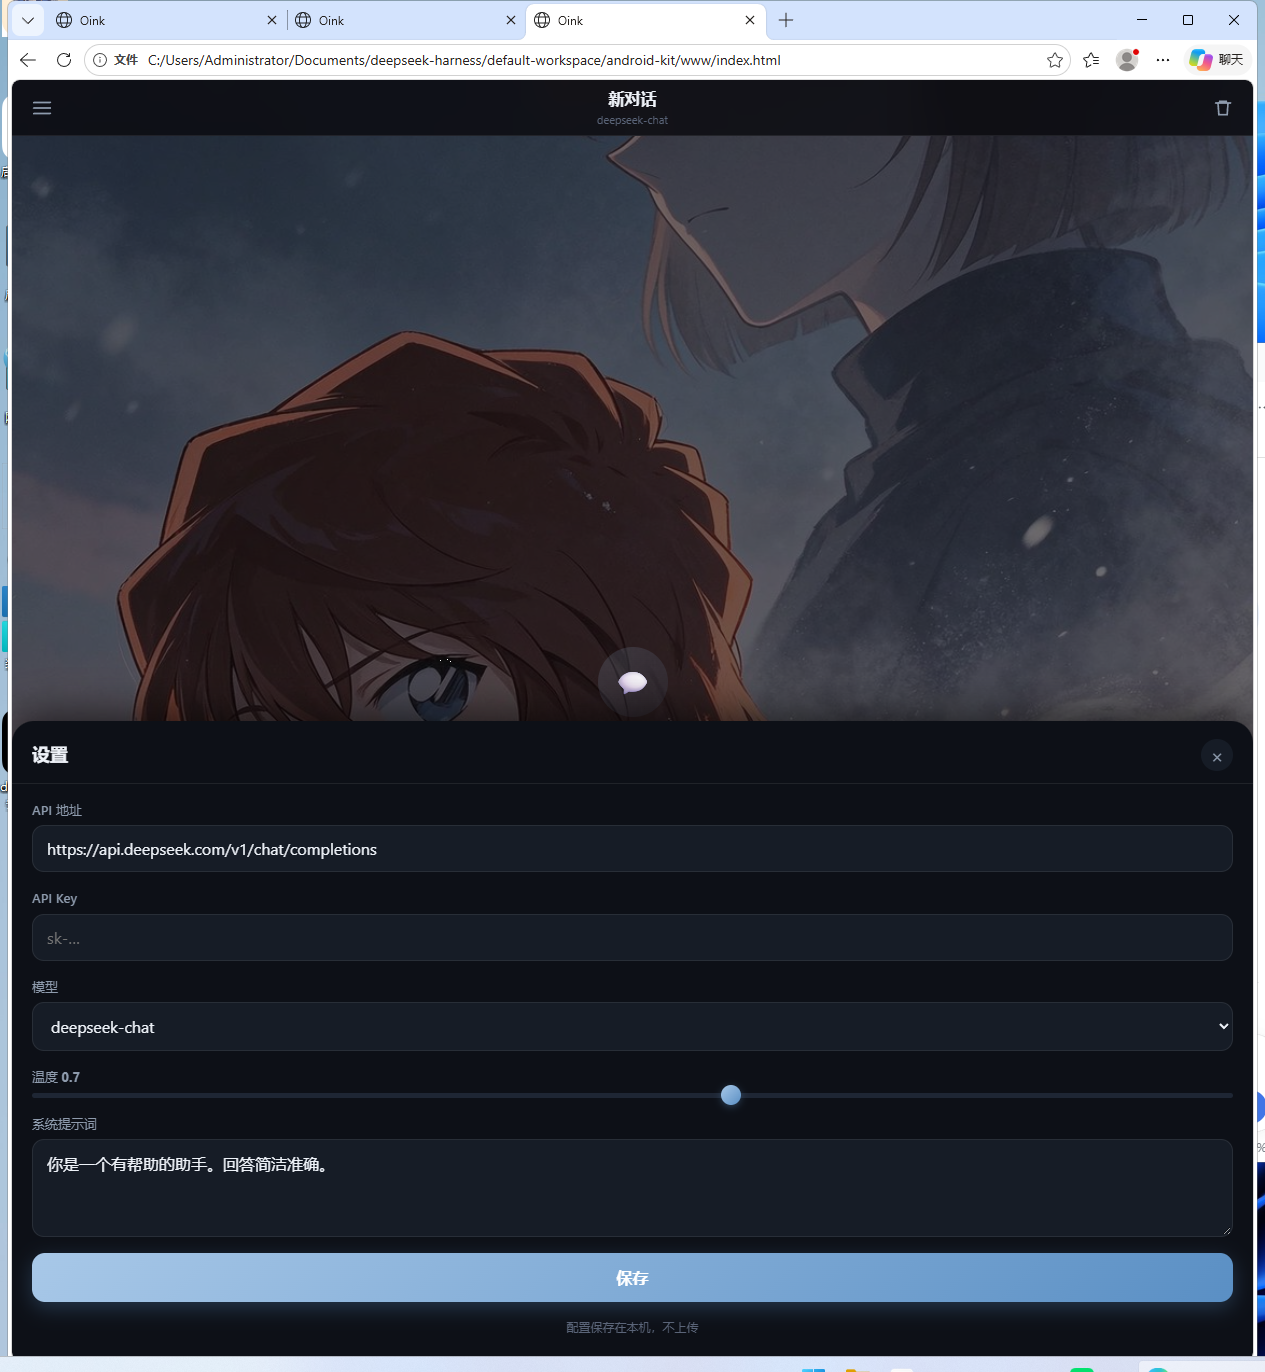 Oink
Oink
Oink
文件 C:/Users/Administrator/Documents/deepseek-harness/default-workspace/android-kit/www/index.html
聊天
新对话
deepseek-chat
设置
API 地址
https://api.deepseek.com/v1/chat/completions
API Key
sk-...
模型
deepseek-chat
温度 0.7
系统提示词
你是一个有帮助的助手。回答简洁准确。
保存
配置保存在本机，不上传